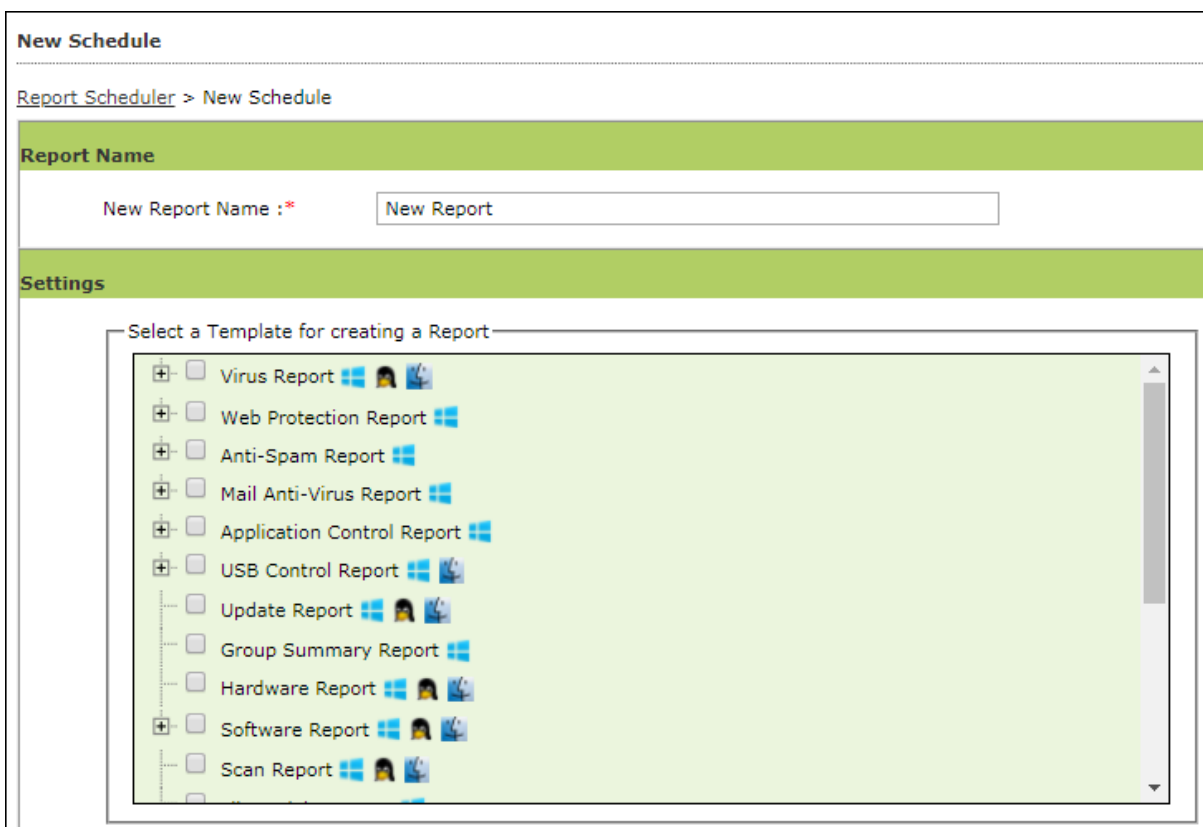 New Schedule
Report Scheduler > New Schedule
Report Name
New Report Name :*
New Report
Settings
Select a Template for creating a Report
Virus Report
Web Protection Report
Anti-Spam Report
Mail Anti-Virus Report
Application Control Report
USB Control Report
Update Report
Group Summary Report
Hardware Report
Software Report
Scan Report